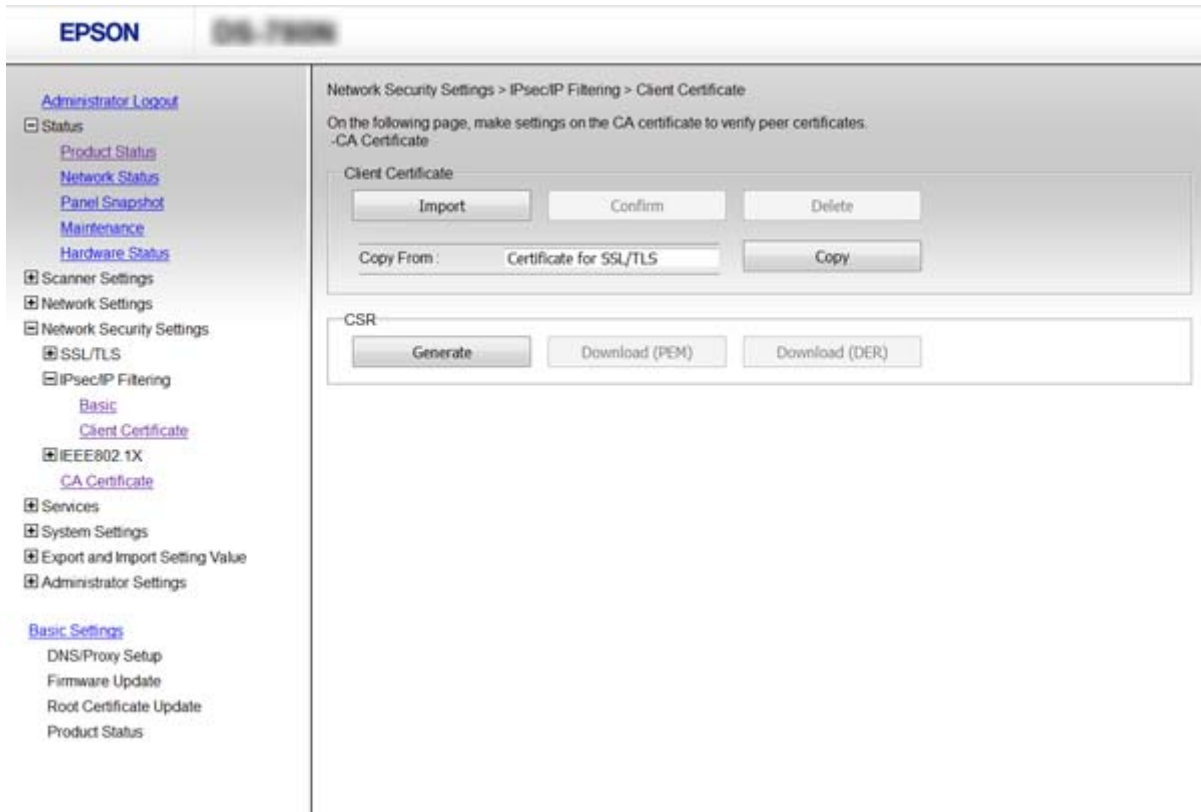 EPSON
Administrator Logout
Status
Product Status
Network Status
Panel Snapshot
Maintenance
Hardware Status
Scanner Settings
Network Settings
Network Security Settings
SSL/TLS
IPsec/IP Filtering
Basic
Client Certificate
IEEE802.1X
CA Certificate
Services
System Settings
Export and Import Setting Value
Administrator Settings
Basic Settings
DNS/Proxy Setup
Firmware Update
Root Certificate Update
Product Status
Network Security Settings > IPsec/IP Filtering > Client Certificate
On the following page, make settings on the CA certificate to verify peer certificates.
-CA Certificate
Client Certificate
Import Confirm Delete
Copy From : Certificate for SSL/TLS Copy
CSR
Generate Download (PEM) Download (DER)